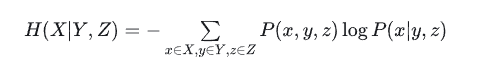 H(X|Y, Z) = − ∑_{x∈X,y∈Y,z∈Z} P(x, y, z) log P(x|y, z)